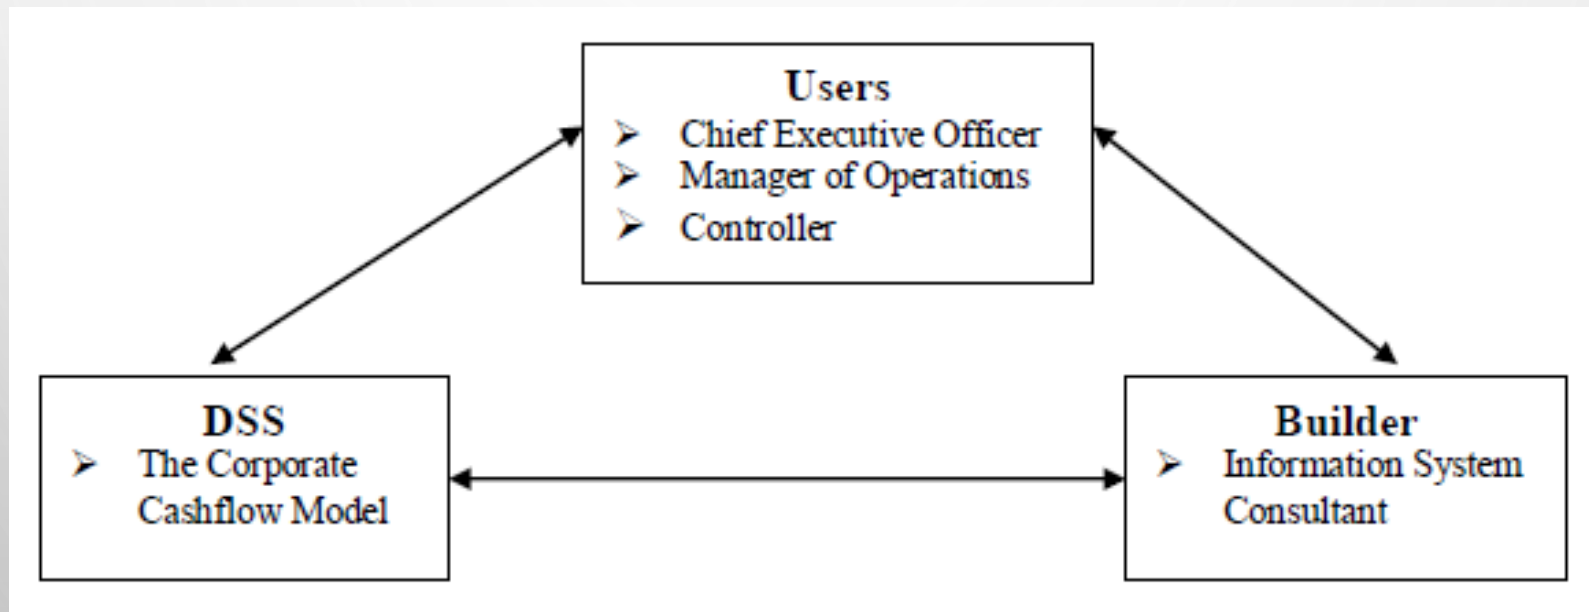 Users
➢ Chief Executive Officer
➢ Manager of Operations
➢ Controller
DSS
➢ The Corporate
Cashflow Model
Builder
➢ Information System
Consultant